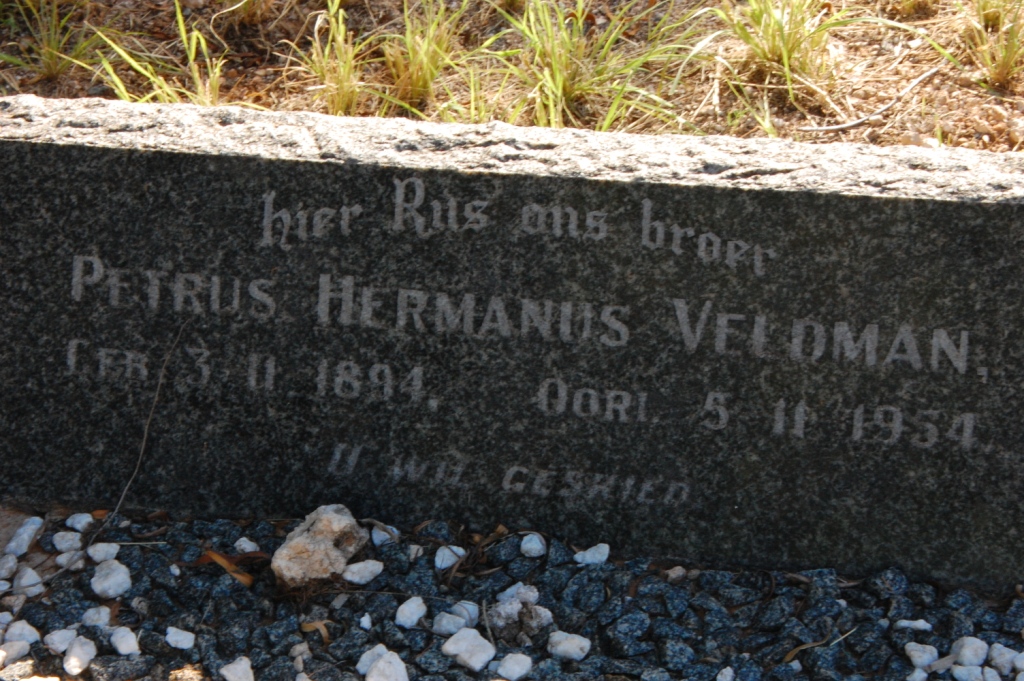 hier Rus ons broer
PETRUS HERMANUS VELDMAN,
GEB 3 11 1894. OORL 5 11 1954
U WIL GESKIED